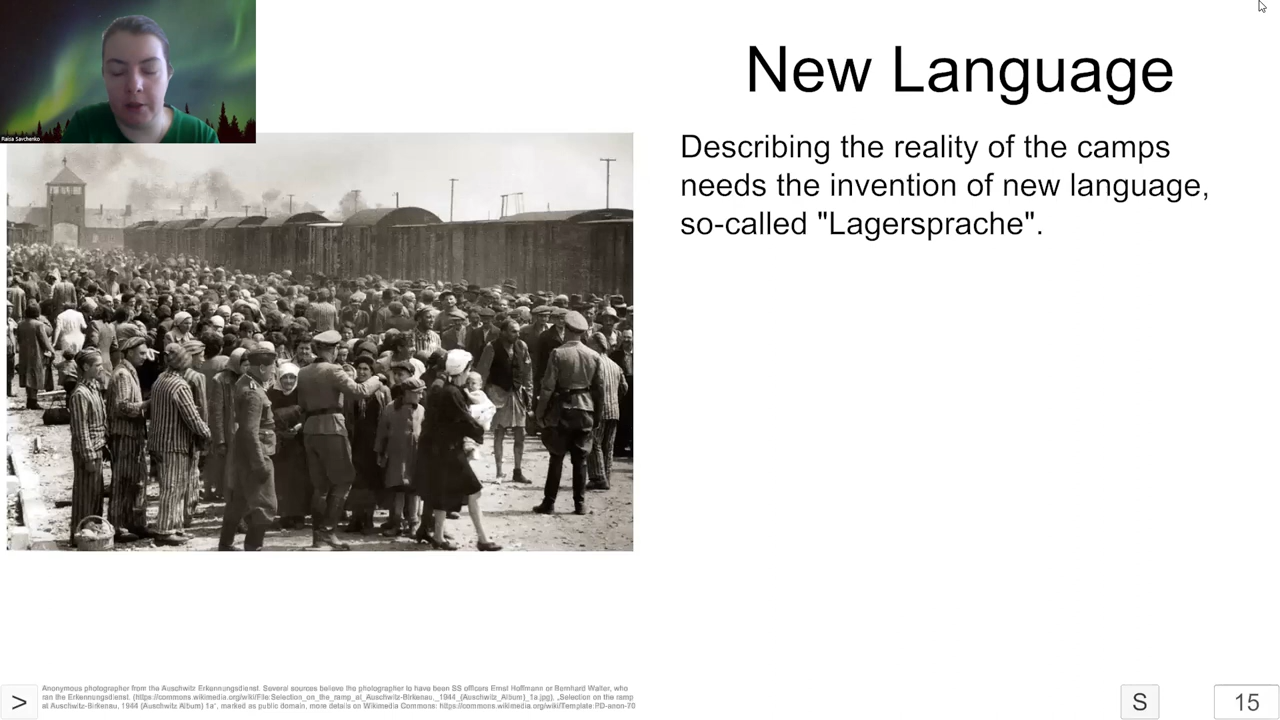 New Language
Describing the reality of the camps
needs the invention of new language,
so-called "Lagersprache".
Raisa Savchenko
Anonymous photographer from the Auschwitz Erkennungsdienst. Several sources believe the photographer to have been SS officers Ernst Hoffmann or Bernhard Walter, who
ran the Erkennungsdienst. (https://commons.wikimedia.org/wiki/File:Selection_on_the_ramp_at_Auschwitz-Birkenau,_1944_(Auschwitz_Album)_1a.jpg), „Selection on the ramp
at Auschwitz-Birkenau, 1944 (Auschwitz Album) 1a“, marked as public domain, more details on Wikimedia Commons: https://commons.wikimedia.org/wiki/Template:PD-anon-70
>
S
15